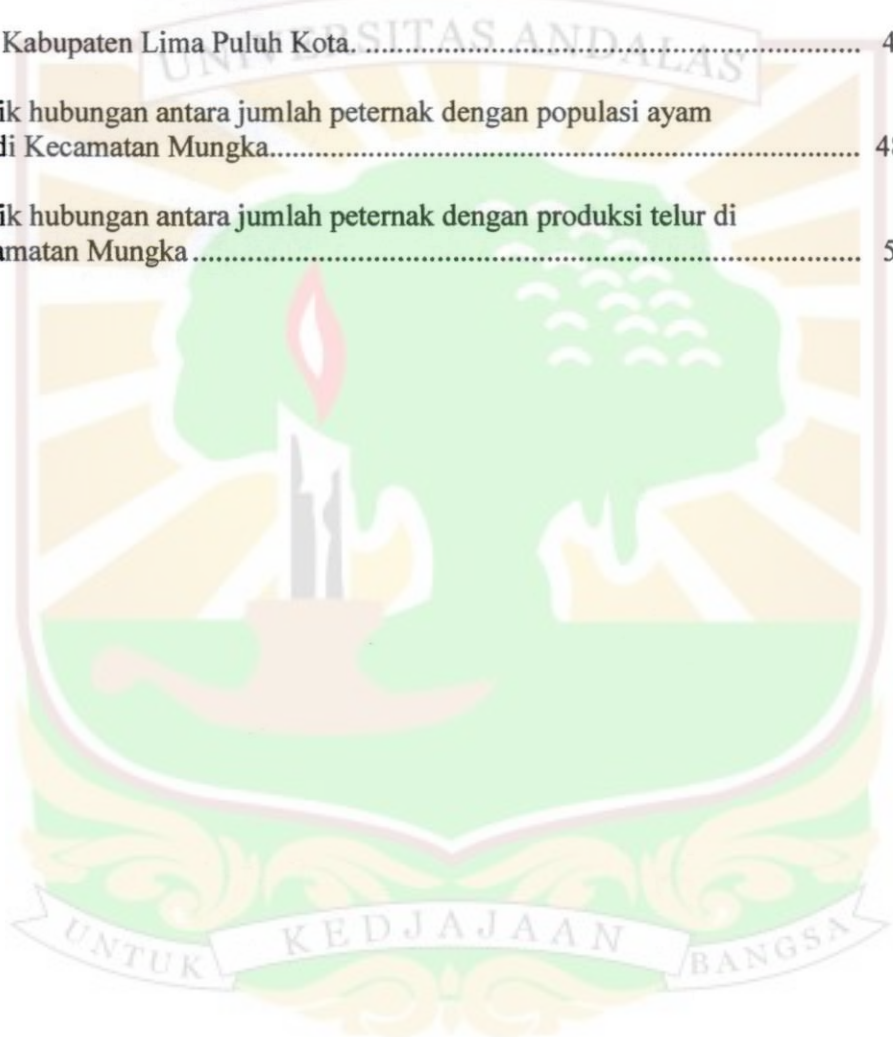 Kabupaten Lima Puluh Kota. ........................................................................ 4
UNIVERSITAS ANDALAS
ik hubungan antara jumlah peternak dengan populasi ayam
di Kecamatan Mungka........................................................................................ 4
ik hubungan antara jumlah peternak dengan produksi telur di
matan Mungka ................................................................................................ 5
UNTUK KEDJAJAAN BANGSA